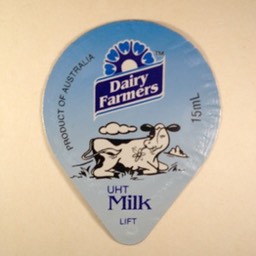 TM
Dairy
Farmers
PRODUCT OF AUSTRALIA
15mL
UHT
Milk
LIFT